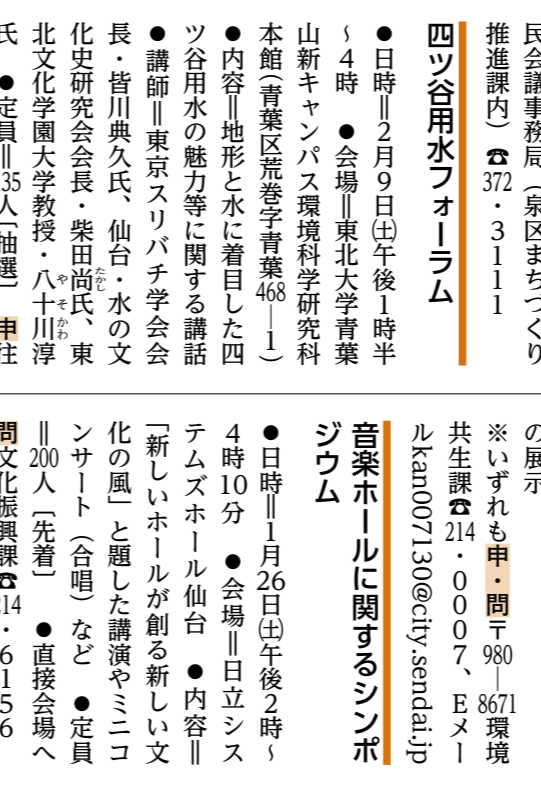 民会議事務局（泉区まちづくり
推進課内）☎372・3111
四ツ谷用水フォーラム
●日時＝2月9日㈯午後1時半
～4時　●会場＝東北大学青葉
山新キャンパス環境科学研究科
本館（青葉区荒巻字青葉468―1）
●内容＝地形と水に着目した四
ツ谷用水の魅力等に関する講話
●講師＝東京スリバチ学会会
長・皆川典久氏、仙台・水の文
化史研究会会長・柴田尚たかし氏、東
北文化学園大学教授・八十川やそかわ淳
氏　●定員＝35人〔抽選〕　申往
の展示
※いずれも申・問〒980―8671環境
共生課☎214・0007、Eメー
ルkan007130@city.sendai.jp
音楽ホールに関するシンポ
ジウム
●日時＝1月26日㈯午後2時～
4時10分　●会場＝日立シス
テムズホール仙台　●内容＝
「新しいホールが創る新しい文
化の風」と題した講演やミニコ
ンサート（合唱）など　●定員
＝200人〔先着〕　●直接会場へ
問文化振興課☎214・6156